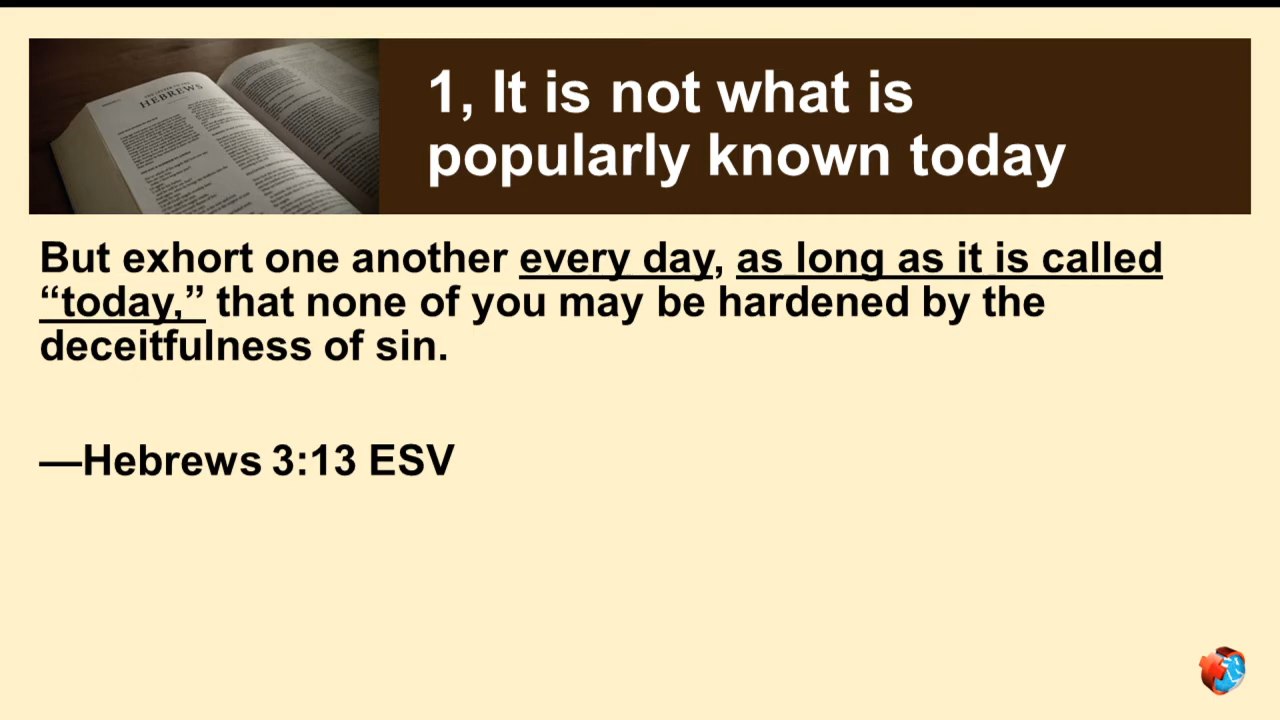 HEBREWS
1, It is not what is
popularly known today
But exhort one another every day, as long as it is called
“today,” that none of you may be hardened by the
deceitfulness of sin.
—Hebrews 3:13 ESV